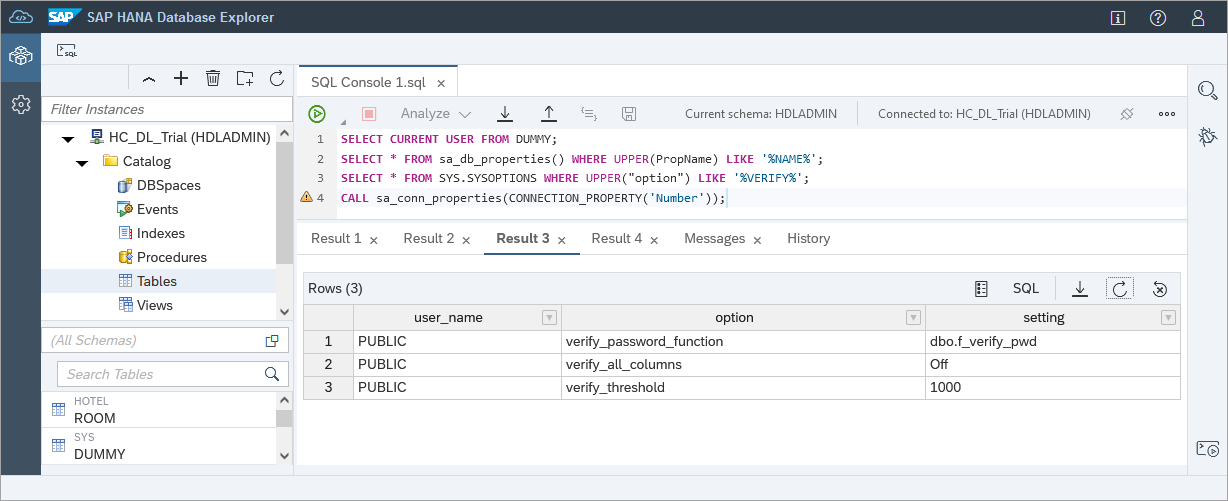 SAP SAP HANA Database Explorer
SQL
Filter Instances
HC_DL_Trial (HDLADMIN)
Catalog
DBSpaces
Events
Indexes
Procedures
Tables
Views
(All Schemas)
Search Tables
HOTEL
ROOM
SYS
DUMMY
SQL Console 1.sql
Analyze Current schema: HDLADMIN Connected to: HC_DL_Trial (HDLADMIN)
1 SELECT CURRENT USER FROM DUMMY;
2 SELECT * FROM sa_db_properties() WHERE UPPER(PropName) LIKE '%NAME%';
3 SELECT * FROM SYS.SYSOPTIONS WHERE UPPER("option") LIKE '%VERIFY%';
4 CALL sa_conn_properties(CONNECTION_PROPERTY('Number'));
Result 1 Result 2 Result 3 Result 4 Messages History
Rows (3) SQL
user_name option setting
1 PUBLIC verify_password_function dbo.f_verify_pwd
2 PUBLIC verify_all_columns Off
3 PUBLIC verify_threshold 1000